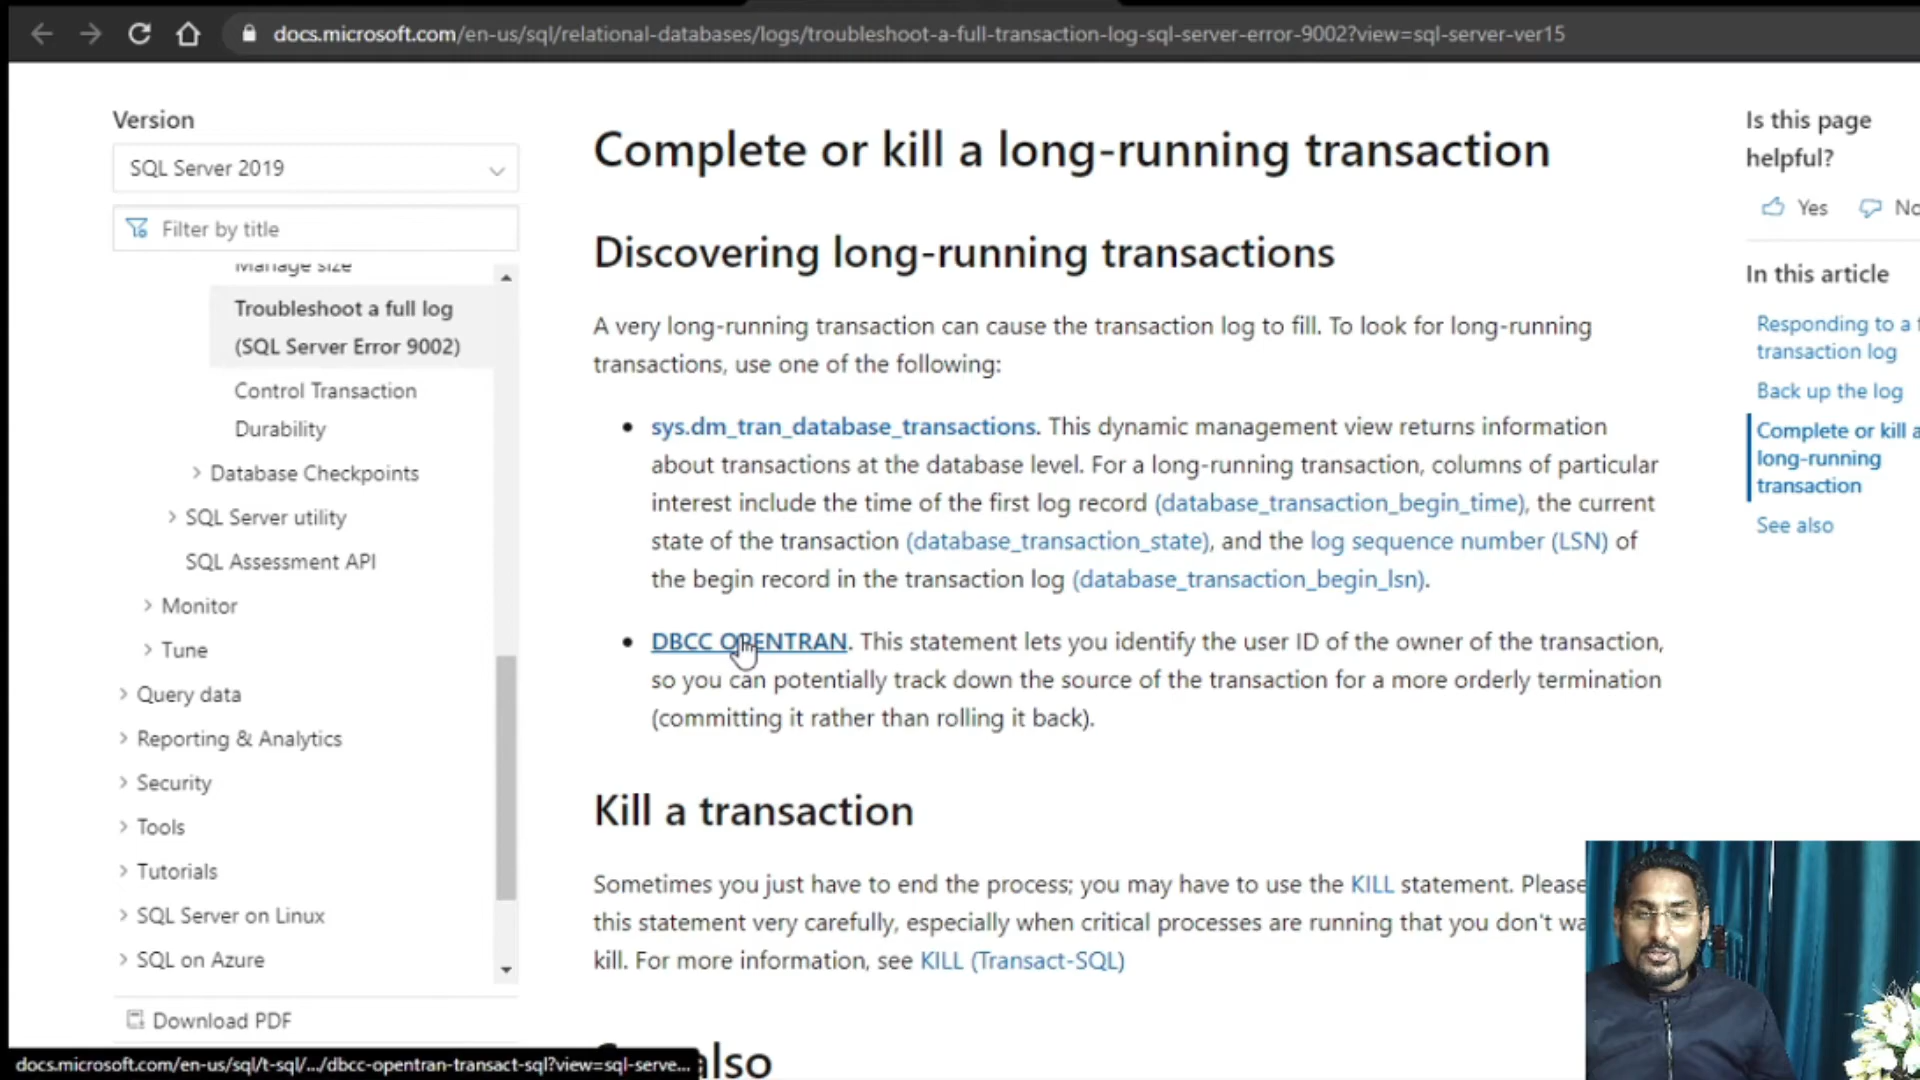 docs.microsoft.com/en-us/sql/relational-databases/logs/troubleshoot-a-full-transaction-log-sql-server-error-9002?view=sql-server-ver15
Version
SQL Server 2019
Filter by title
Manage size
Troubleshoot a full log
(SQL Server Error 9002)
Control Transaction
Durability
Database Checkpoints
SQL Server utility
SQL Assessment API
Monitor
Tune
Query data
Reporting & Analytics
Security
Tools
Tutorials
SQL Server on Linux
SQL on Azure
Download PDF
docs.microsoft.com/en-us/sql/t-sql/.../dbcc-opentran-transact-sql?view=sql-serve...
Complete or kill a long-running transaction
Discovering long-running transactions
A very long-running transaction can cause the transaction log to fill. To look for long-running
transactions, use one of the following:
• sys.dm_tran_database_transactions. This dynamic management view returns information
about transactions at the database level. For a long-running transaction, columns of particular
interest include the time of the first log record (database_transaction_begin_time), the current
state of the transaction (database_transaction_state), and the log sequence number (LSN) of
the begin record in the transaction log (database_transaction_begin_lsn).
• DBCC OPENTRAN. This statement lets you identify the user ID of the owner of the transaction,
so you can potentially track down the source of the transaction for a more orderly termination
(committing it rather than rolling it back).
Kill a transaction
Sometimes you just have to end the process; you may have to use the KILL statement. Please
this statement very carefully, especially when critical processes are running that you don't wa
kill. For more information, see KILL (Transact-SQL)
also
Is this page
helpful?
Yes
No
In this article
Responding to a f
transaction log
Back up the log
Complete or kill a
long-running
transaction
See also